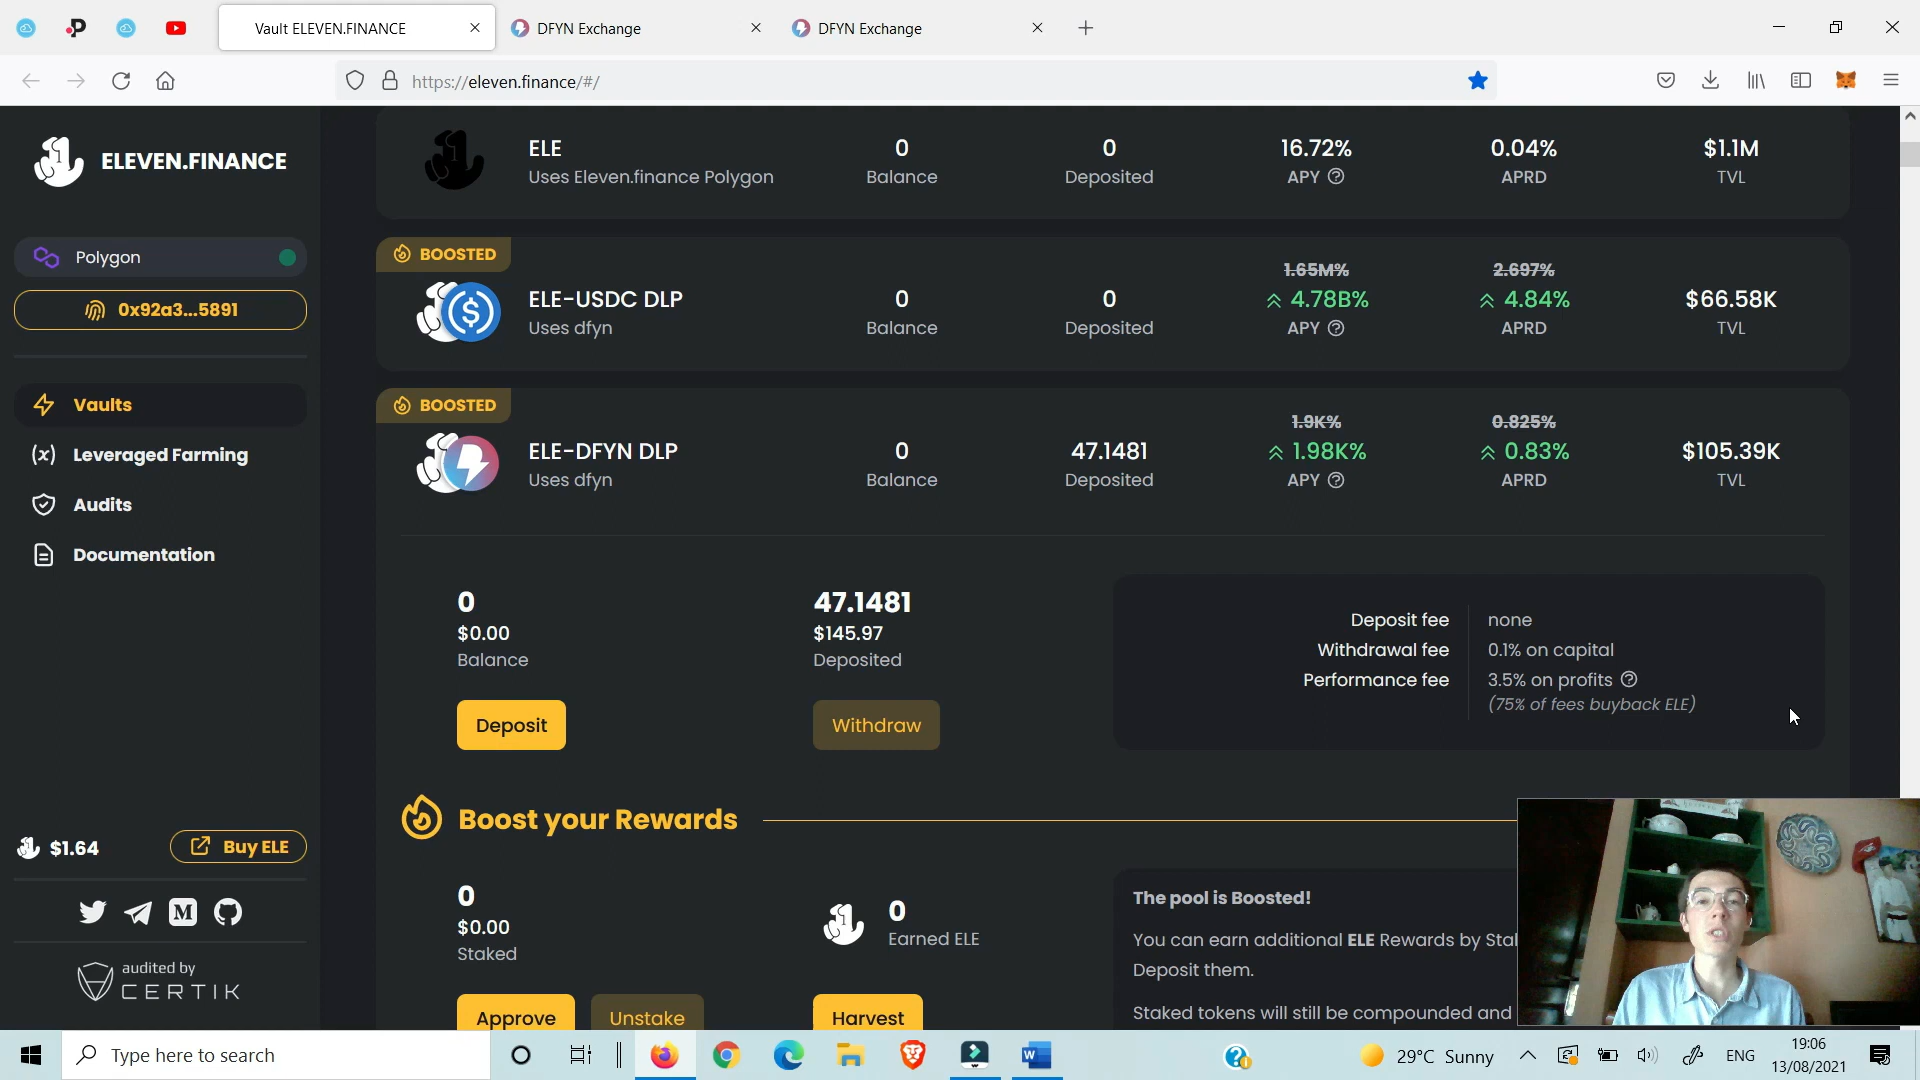 Vault ELEVEN.FINANCE
DFYN Exchange
DFYN Exchange
https://eleven.finance/#/
ELEVEN.FINANCE
Polygon
0x92a3...5891
Vaults
Leveraged Farming
Audits
Documentation
$1.64
Buy ELE
audited by
CERTIK
ELE
Uses Eleven.finance Polygon
0
Balance
0
Deposited
16.72%
APY
0.04%
APRD
$1.1M
TVL
BOOSTED
ELE-USDC DLP
Uses dfyn
0
Balance
0
Deposited
1.65M%
4.78B%
APY
2.697%
4.84%
APRD
$66.58K
TVL
BOOSTED
ELE-DFYN DLP
Uses dfyn
0
Balance
47.1481
Deposited
1.9K%
1.98K%
APY
0.825%
0.83%
APRD
$105.39K
TVL
0
$0.00
Balance
Deposit
47.1481
$145.97
Deposited
Withdraw
Deposit fee none
Withdrawal fee 0.1% on capital
Performance fee 3.5% on profits
(75% of fees buyback ELE)
Boost your Rewards
0
$0.00
Staked
Approve
Unstake
0
Earned ELE
Harvest
The pool is Boosted!
You can earn additional ELE Rewards by Sta
Deposit them.
Staked tokens will still be compounded and
Type here to search
29°C Sunny
ENG
19:06
13/08/2021